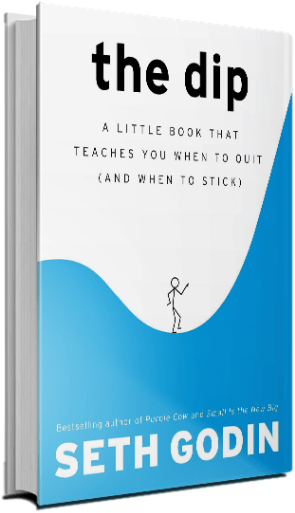 the dip
A LITTLE BOOK THAT
TEACHES YOU WHEN TO QUIT
(AND WHEN TO STICK)
Bestselling author of Purple Cow and Small Is the New Big
SETH GODIN